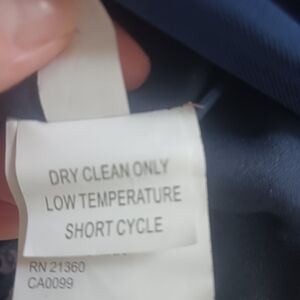 DRY CLEAN ONLY
LOW TEMPERATURE
SHORT CYCLE
RN 21360
CA0099